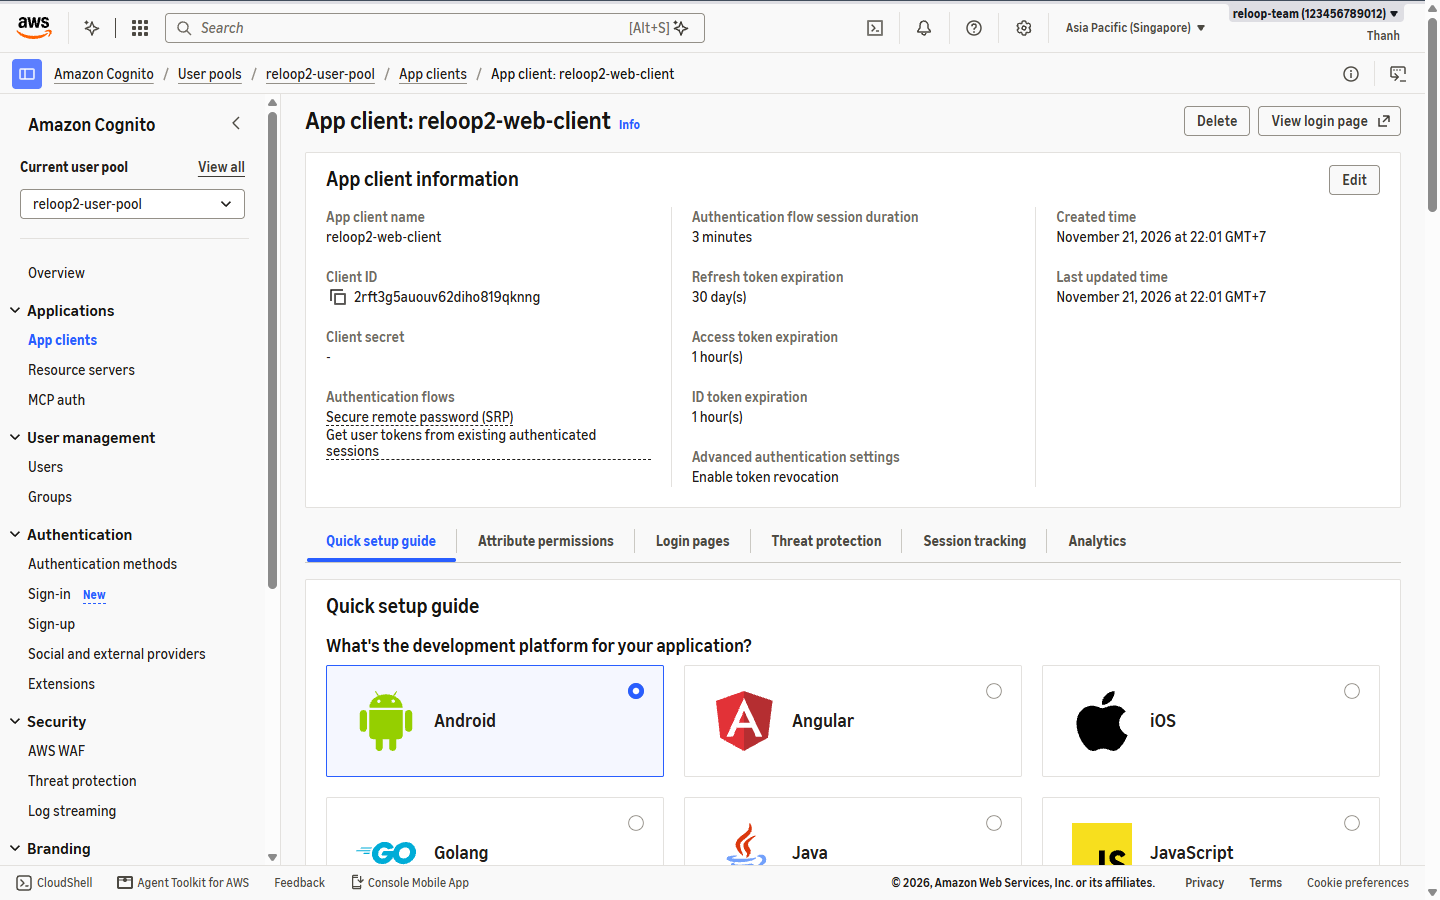 aws
Search
[Alt+S]
Asia Pacific (Singapore)
reloop-team (123456789012)
Thanh
Amazon Cognito / User pools / reloop2-user-pool / App clients / App client: reloop2-web-client
Amazon Cognito
Current user pool
View all
reloop2-user-pool
Overview
Applications
App clients
Resource servers
MCP auth
User management
Users
Groups
Authentication
Authentication methods
Sign-in New
Sign-up
Social and external providers
Extensions
Security
AWS WAF
Threat protection
Log streaming
Branding
App client: reloop2-web-client Info
Delete
View login page
App client information
Edit
App client name
reloop2-web-client
Client ID
2rft3g5auouv62diho819qknng
Client secret
-
Authentication flows
Secure remote password (SRP)
Get user tokens from existing authenticated
sessions
Authentication flow session duration
3 minutes
Refresh token expiration
30 day(s)
Access token expiration
1 hour(s)
ID token expiration
1 hour(s)
Advanced authentication settings
Enable token revocation
Created time
November 21, 2026 at 22:01 GMT+7
Last updated time
November 21, 2026 at 22:01 GMT+7
Quick setup guide
Attribute permissions
Login pages
Threat protection
Session tracking
Analytics
Quick setup guide
What's the development platform for your application?
Android
Angular
iOS
GO
Golang
Java
JS
JavaScript
CloudShell
Agent Toolkit for AWS
Feedback
Console Mobile App
© 2026, Amazon Web Services, Inc. or its affiliates.
Privacy
Terms
Cookie preferences